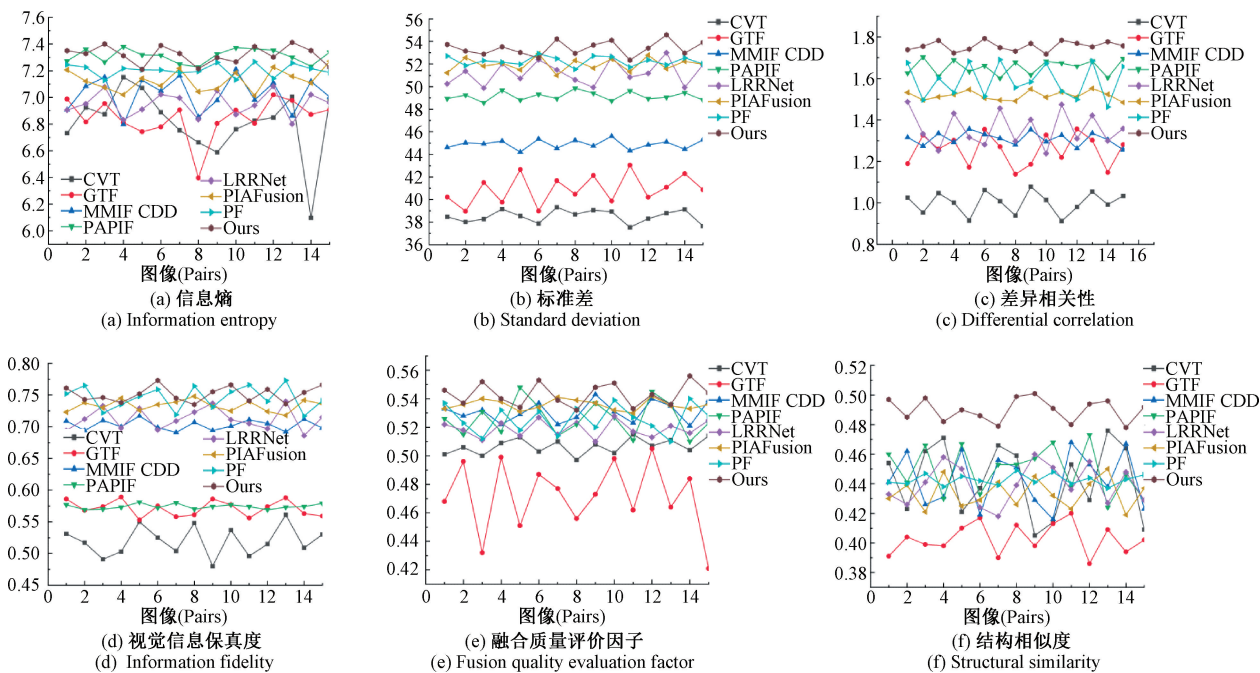 7.6
7.4
7.2
7.0
6.8
6.6
6.4
6.2
6.0
CVT
GTF
MMIF CDD
PAPIF
LRRNet
PIAFusion
PF
Ours
0 2 4 6 8 10 12 14
图像(Pairs)
(a) 信息熵
(a) Information entropy
56
54
52
50
48
46
44
42
40
38
36
CVT
GTF
MMIF CDD
PAPIF
LRRNet
PIAFusion
PF
Ours
0 2 4 6 8 10 12 14
图像(Pairs)
(b) 标准差
(b) Standard deviation
1.8
1.6
1.4
1.2
1.0
0.8
CVT
GTF
MMIF CDD
PAPIF
LRRNet
PIAFusion
PF
Ours
0 2 4 6 8 10 12 14 16
图像(Pairs)
(c) 差异相关性
(c) Differential correlation
0.80
0.75
0.70
0.65
0.60
0.55
0.50
0.45
CVT
GTF
MMIF CDD
PAPIF
LRRNet
PIAFusion
PF
Ours
0 2 4 6 8 10 12 14
图像(Pairs)
(d) 视觉信息保真度
(d) Information fidelity
0.56
0.54
0.52
0.50
0.48
0.46
0.44
0.42
CVT
GTF
MMIF CDD
PAPIF
LRRNet
PIAFusion
PF
Ours
0 2 4 6 8 10 12 14
图像(Pairs)
(e) 融合质量评价因子
(e) Fusion quality evaluation factor
0.52
0.50
0.48
0.46
0.44
0.42
0.40
0.38
CVT
GTF
MMIF CDD
PAPIF
LRRNet
PIAFusion
PF
Ours
0 2 4 6 8 10 12 14
图像(Pairs)
(f) 结构相似度
(f) Structural similarity